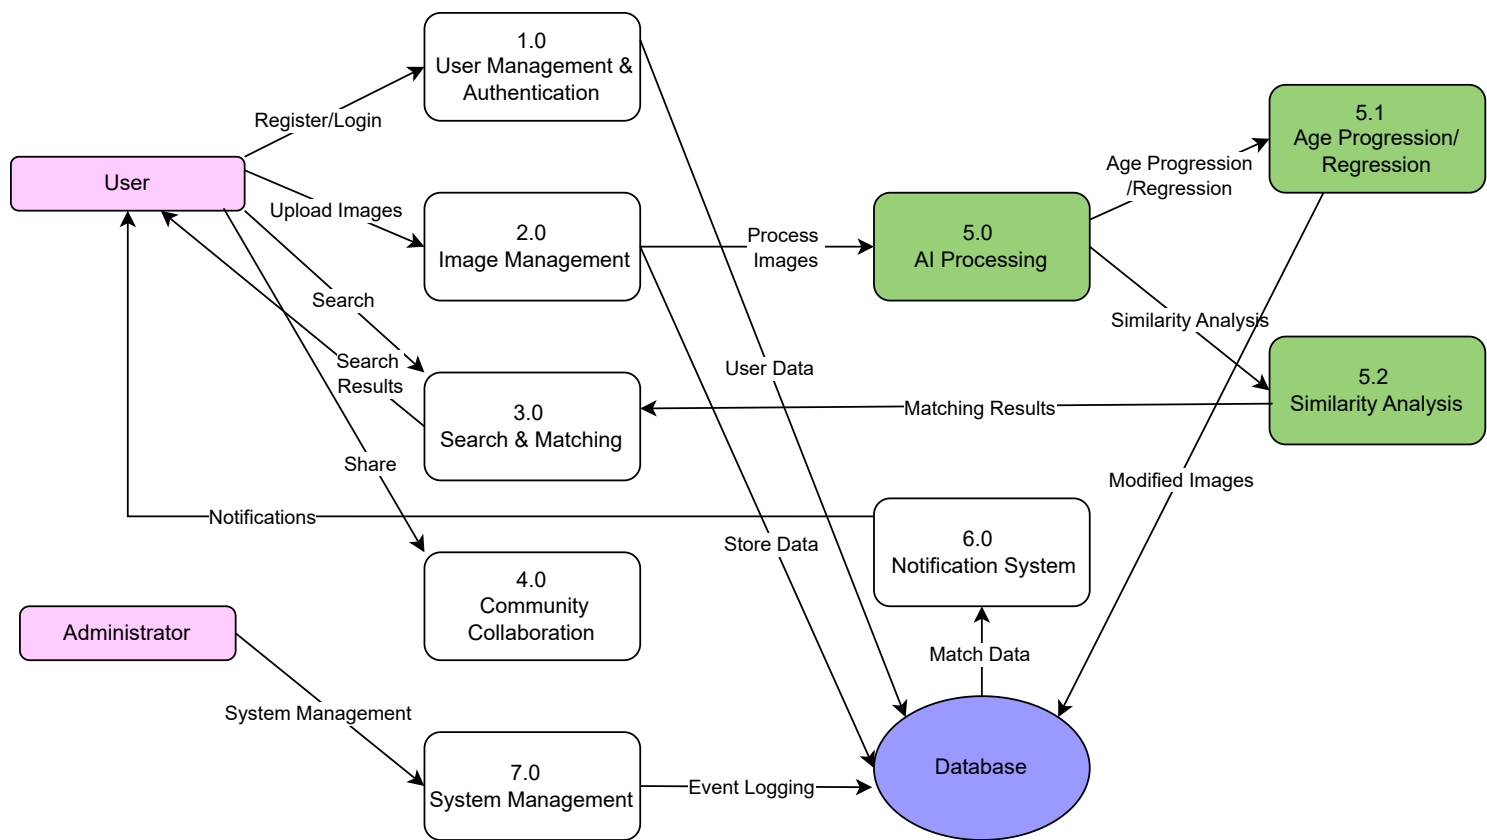 1.0
User Management &
Authentication
Register/Login
User
Upload Images
2.0
Image Management
Process
Images
5.0
AI Processing
Age Progression
/Regression
5.1
Age Progression/
Regression
Similarity Analysis
5.2
Similarity Analysis
Search
Search
Results
3.0
Search & Matching
User Data
Matching Results
Share
Modified Images
Notifications
Store Data
6.0
Notification System
4.0
Community
Collaboration
Administrator
Match Data
System Management
7.0
System Management
Event Logging
Database